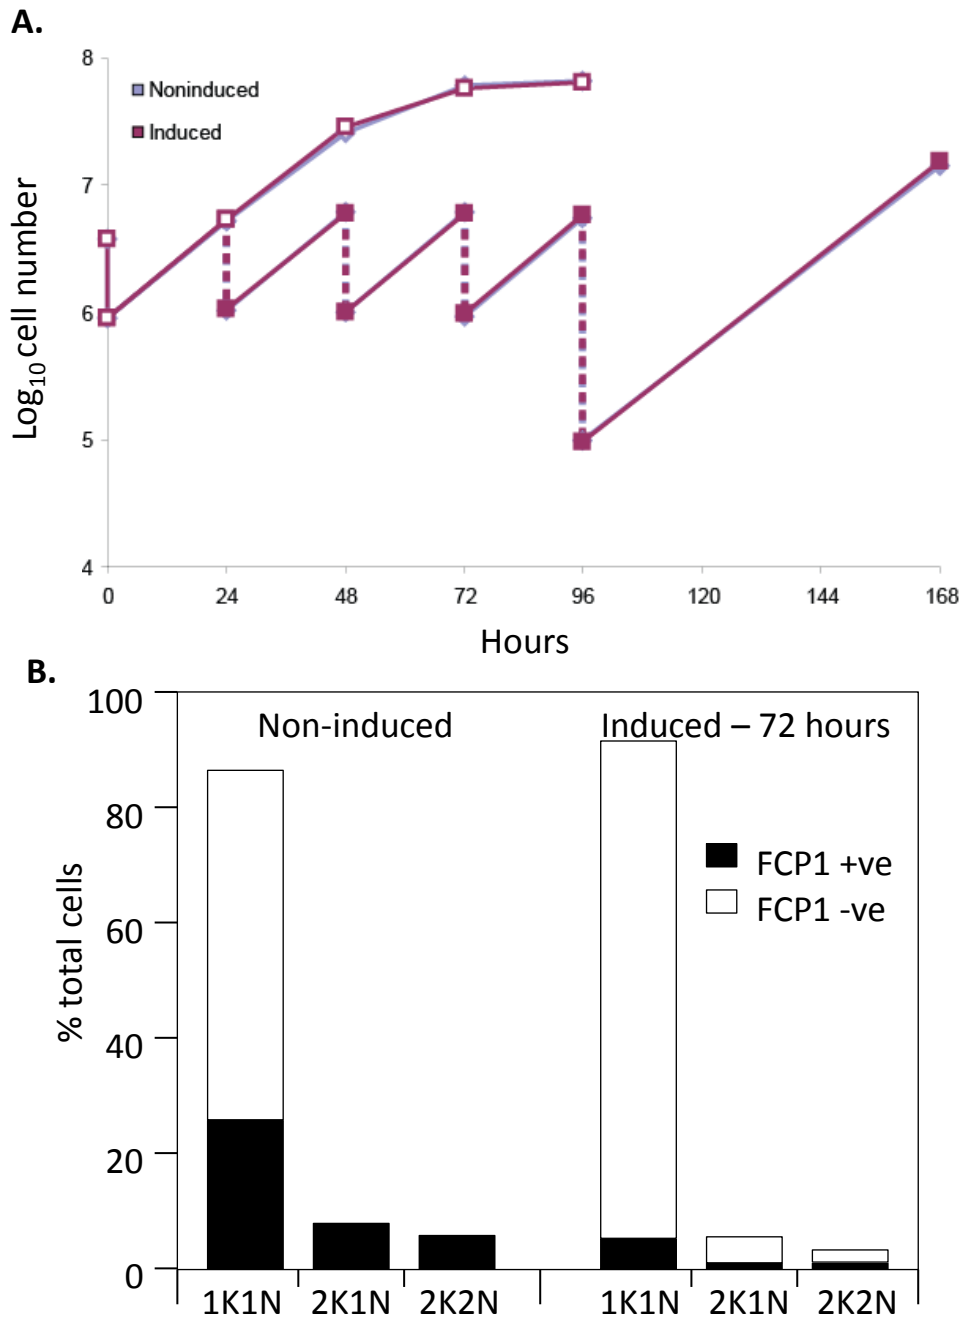 A.
8
Noninduced
Induced
7
6
5
4
Log10 cell number
0 24 48 72 96 120 144 168
Hours
B.
100
Non-induced Induced – 72 hours
80
FCP1 +ve
FCP1 -ve
60
40
20
0
% total cells
1K1N 2K1N 2K2N 1K1N 2K1N 2K2N